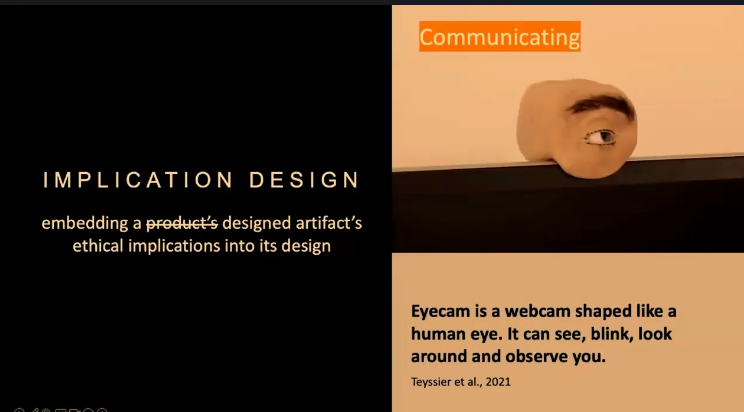 IMPLICATION DESIGN
embedding a product's designed artifact's
ethical implications into its design
Communicating
Eyecam is a webcam shaped like a
human eye. It can see, blink, look
around and observe you.
Teyssier et al., 2021